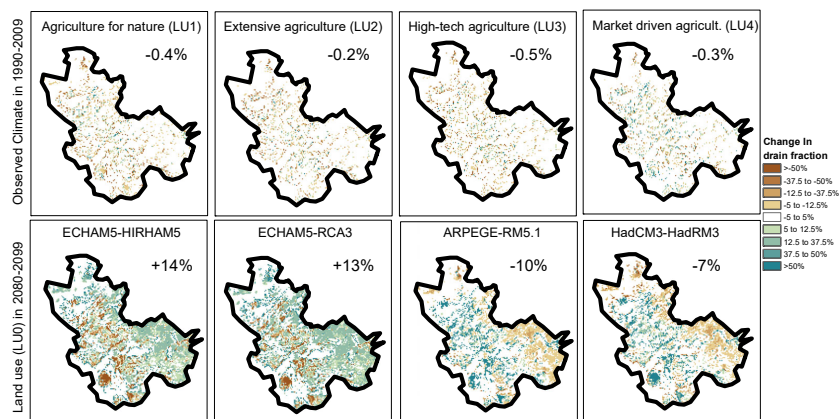 Agriculture for nature (LU1)
Extensive agriculture (LU2)
High-tech agriculture (LU3)
Market driven agricult. (LU4)
-0.4%
-0.2%
-0.5%
-0.3%
Observed Climate in 1990-2009
Change In
drain fraction
>-50%
-37.5 to -50%
-12.5 to -37.5%
-5 to -12.5%
-5 to 5%
5 to 12.5%
12.5 to 37.5%
37.5 to 50%
>50%
ECHAM5-HIRHAM5
ECHAM5-RCA3
ARPEGE-RM5.1
HadCM3-HadRM3
+14%
+13%
-10%
-7%
Land use (LU0) in 2080-2099